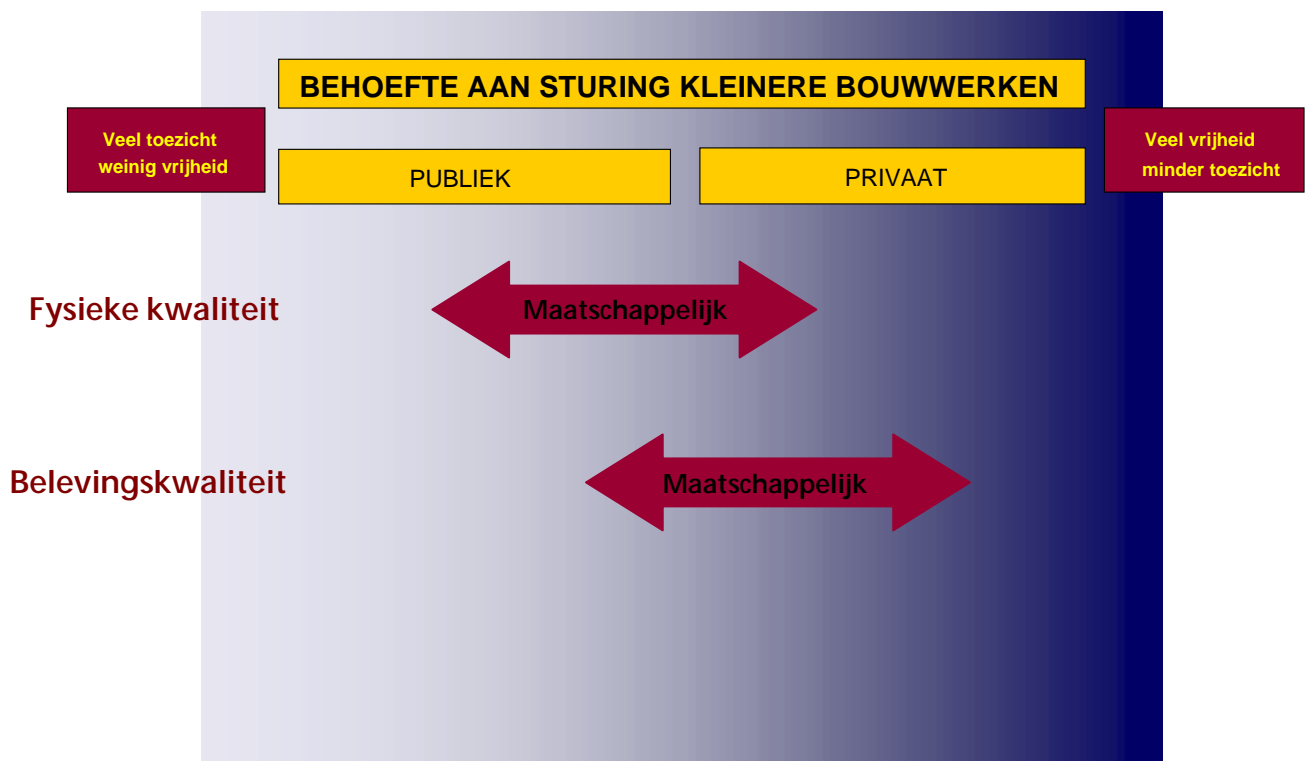 BEHOEFTE AAN STURING KLEINERE BOUWWERKEN
Veel toezicht
weinig vrijheid
PUBLIEK
PRIVAAT
Veel vrijheid
minder toezicht
Fysieke kwaliteit
Maatschappelijk
Belevingskwaliteit
Maatschappelijk